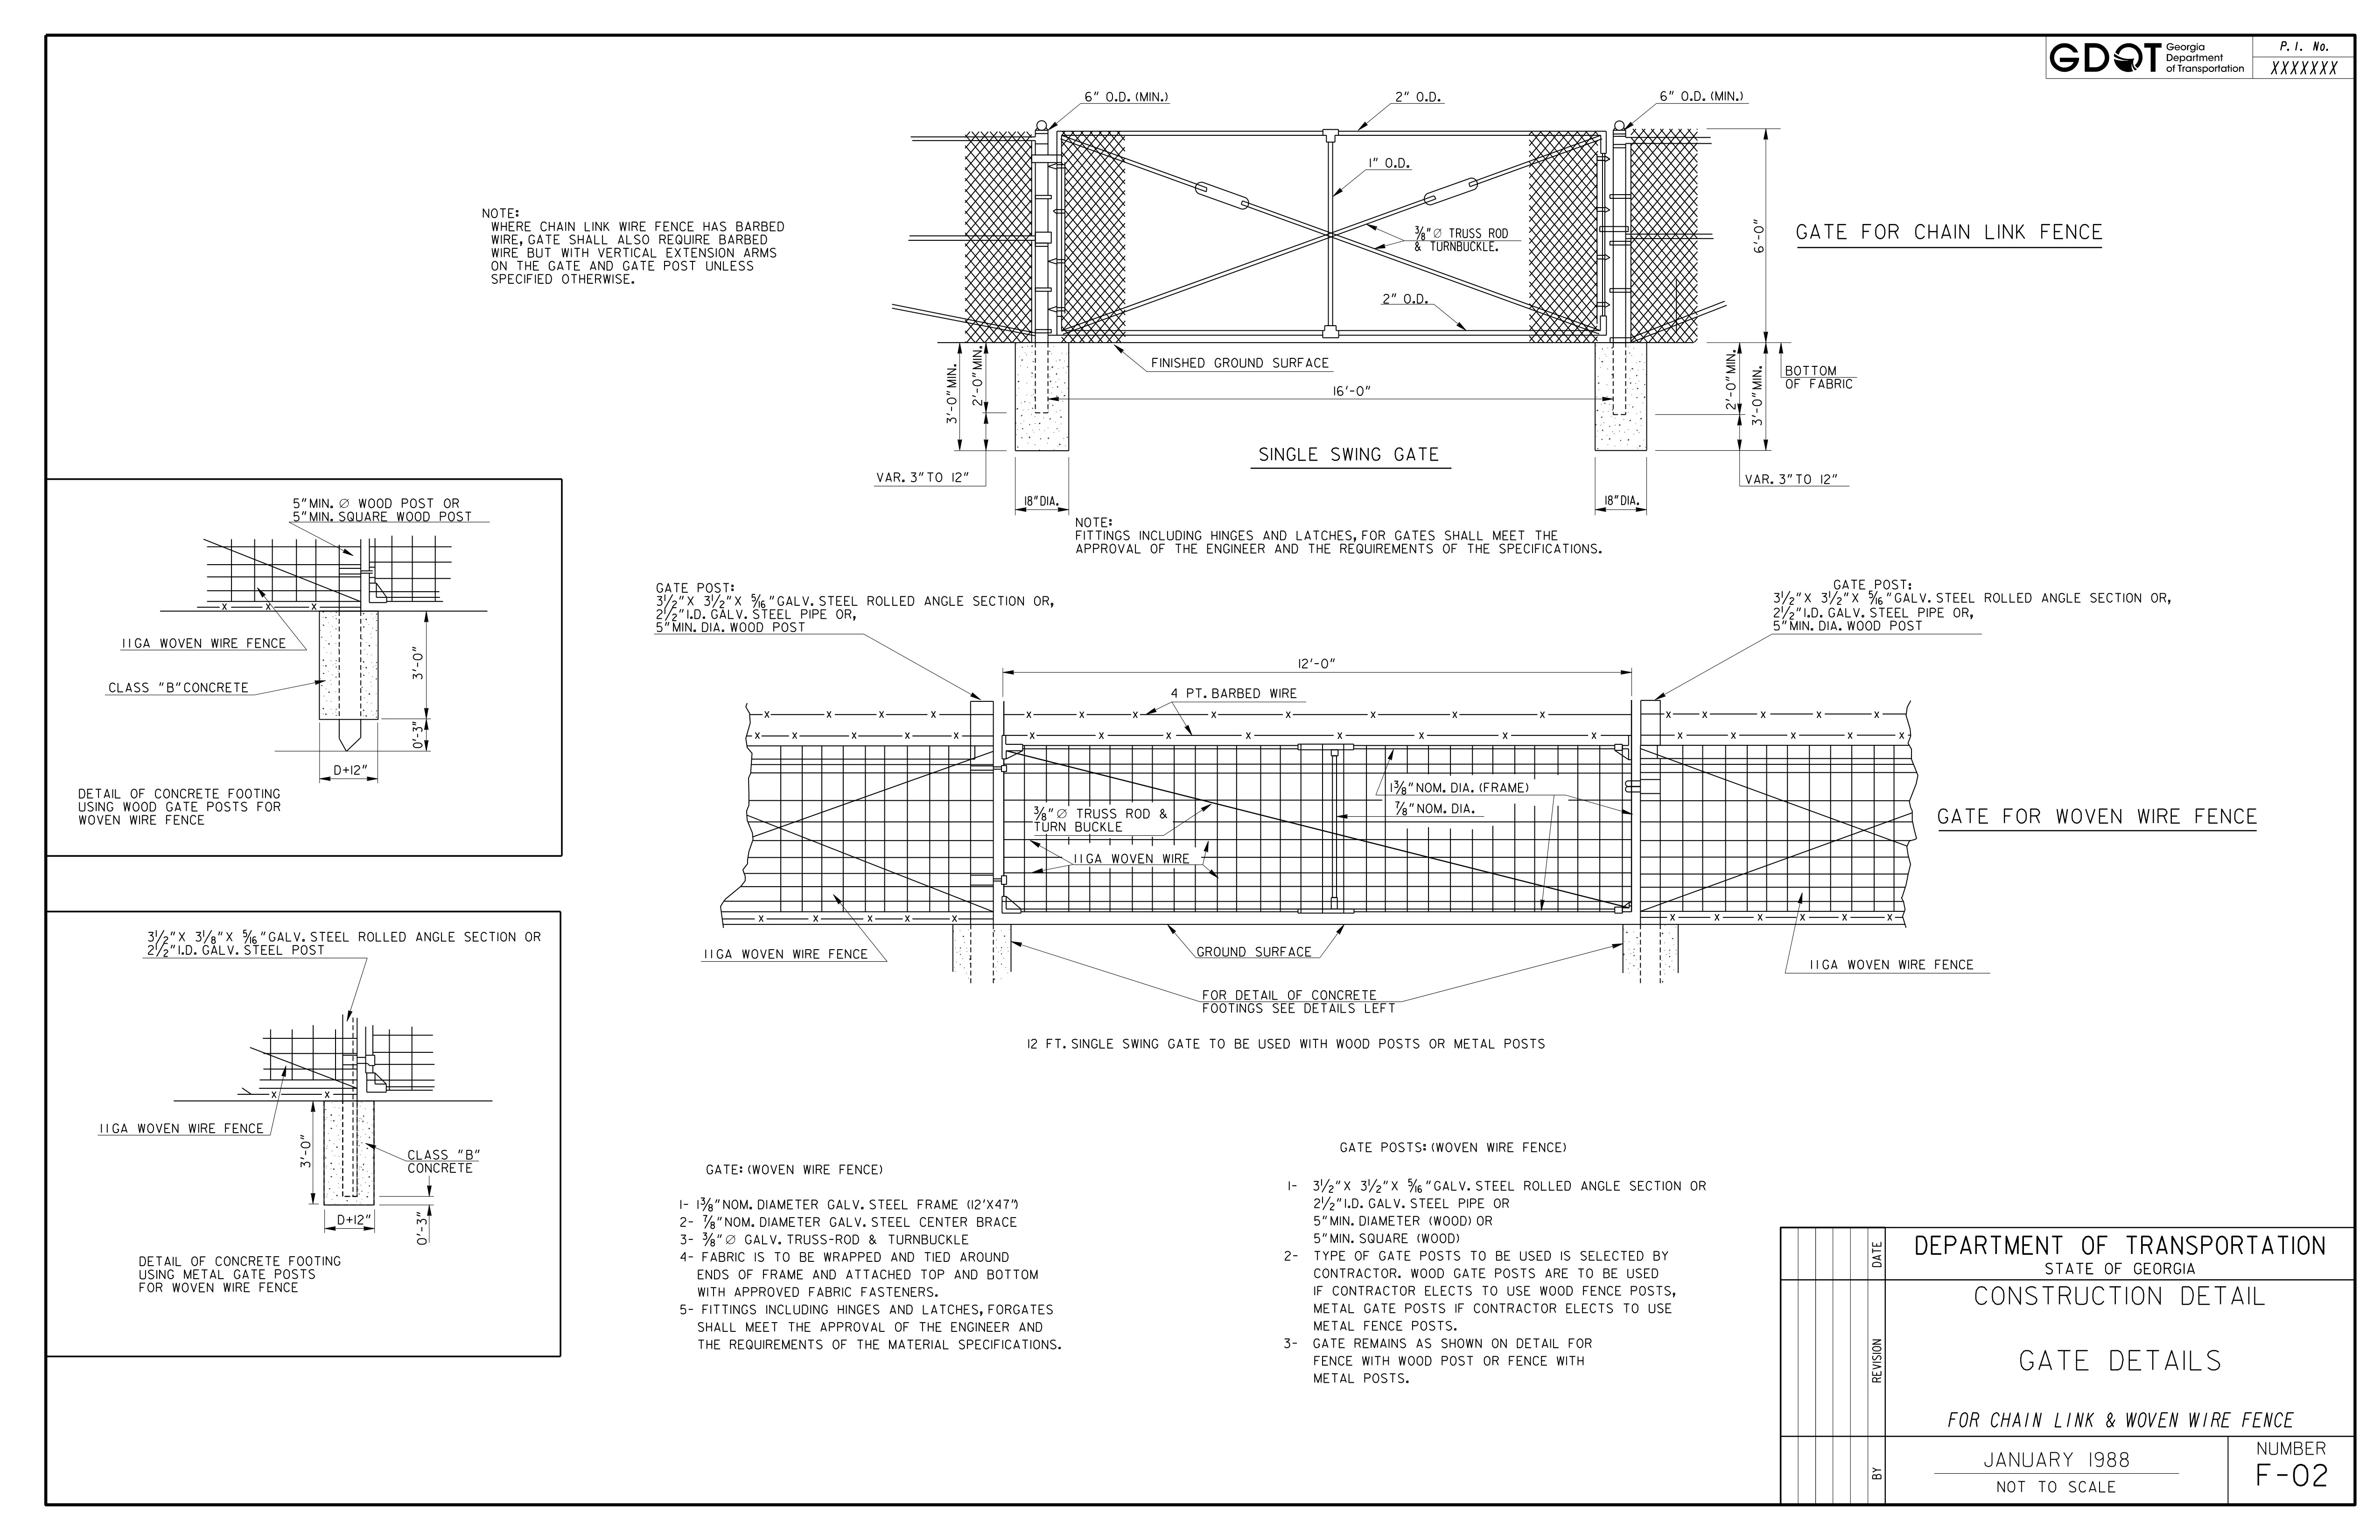 GDOT Georgia
Department
of Transportation
P. I. No.
XXXXXXX
6" O.D. (MIN.)
2" O.D.
6" O.D. (MIN.)
1" O.D.
NOTE:
WHERE CHAIN LINK WIRE FENCE HAS BARBED
WIRE, GATE SHALL ALSO REQUIRE BARBED
WIRE BUT WITH VERTICAL EXTENSION ARMS
ON THE GATE AND GATE POST UNLESS
SPECIFIED OTHERWISE.
3/8"∅ TRUSS ROD
& TURNBUCKLE.
6'-0"
GATE FOR CHAIN LINK FENCE
2" O.D.
FINISHED GROUND SURFACE
3'-0" MIN.
2'-0" MIN.
16'-0"
2'-0" MIN.
3'-0" MIN.
BOTTOM
OF FABRIC
SINGLE SWING GATE
VAR. 3" TO 12"
VAR. 3" TO 12"
18" DIA.
18" DIA.
NOTE:
FITTINGS INCLUDING HINGES AND LATCHES, FOR GATES SHALL MEET THE
APPROVAL OF THE ENGINEER AND THE REQUIREMENTS OF THE SPECIFICATIONS.
5" MIN. ∅ WOOD POST OR
5" MIN. SQUARE WOOD POST
11GA WOVEN WIRE FENCE
CLASS "B" CONCRETE
3'-0"
0'-3"
D+12"
DETAIL OF CONCRETE FOOTING
USING WOOD GATE POSTS FOR
WOVEN WIRE FENCE
GATE POST:
3 1/2" X 3 1/2" X 5/16" GALV. STEEL ROLLED ANGLE SECTION OR,
2 1/2" I.D. GALV. STEEL PIPE OR,
5" MIN. DIA. WOOD POST
GATE POST:
3 1/2" X 3 1/2" X 5/16" GALV. STEEL ROLLED ANGLE SECTION OR,
2 1/2" I.D. GALV. STEEL PIPE OR,
5" MIN. DIA. WOOD POST
12'-0"
4 PT. BARBED WIRE
1 3/8" NOM. DIA. (FRAME)
7/8" NOM. DIA.
3/8"∅ TRUSS ROD &
TURN BUCKLE
11GA WOVEN WIRE
GATE FOR WOVEN WIRE FENCE
11GA WOVEN WIRE FENCE
GROUND SURFACE
11GA WOVEN WIRE FENCE
FOR DETAIL OF CONCRETE
FOOTINGS SEE DETAILS LEFT
12 FT. SINGLE SWING GATE TO BE USED WITH WOOD POSTS OR METAL POSTS
3 1/2" X 3 1/8" X 5/16" GALV. STEEL ROLLED ANGLE SECTION OR
2 1/2" I.D. GALV. STEEL POST
11GA WOVEN WIRE FENCE
3'-0"
CLASS "B"
CONCRETE
D+12"
0'-3"
DETAIL OF CONCRETE FOOTING
USING METAL GATE POSTS
FOR WOVEN WIRE FENCE
GATE: (WOVEN WIRE FENCE)
1- 1 3/8" NOM. DIAMETER GALV. STEEL FRAME (12'X47")
2- 7/8" NOM. DIAMETER GALV. STEEL CENTER BRACE
3- 3/8"∅ GALV. TRUSS-ROD & TURNBUCKLE
4- FABRIC IS TO BE WRAPPED AND TIED AROUND
ENDS OF FRAME AND ATTACHED TOP AND BOTTOM
WITH APPROVED FABRIC FASTENERS.
5- FITTINGS INCLUDING HINGES AND LATCHES, FORGATES
SHALL MEET THE APPROVAL OF THE ENGINEER AND
THE REQUIREMENTS OF THE MATERIAL SPECIFICATIONS.
GATE POSTS: (WOVEN WIRE FENCE)
1- 3 1/2" X 3 1/2" X 5/16" GALV. STEEL ROLLED ANGLE SECTION OR
2 1/2" I.D. GALV. STEEL PIPE OR
5" MIN. DIAMETER (WOOD) OR
5" MIN. SQUARE (WOOD)
2- TYPE OF GATE POSTS TO BE USED IS SELECTED BY
CONTRACTOR. WOOD GATE POSTS ARE TO BE USED
IF CONTRACTOR ELECTS TO USE WOOD FENCE POSTS,
METAL GATE POSTS IF CONTRACTOR ELECTS TO USE
METAL FENCE POSTS.
3- GATE REMAINS AS SHOWN ON DETAIL FOR
FENCE WITH WOOD POST OR FENCE WITH
METAL POSTS.
DATE
REVISION
BY
DEPARTMENT OF TRANSPORTATION
STATE OF GEORGIA
CONSTRUCTION DETAIL
GATE DETAILS
FOR CHAIN LINK & WOVEN WIRE FENCE
JANUARY 1988
NOT TO SCALE
NUMBER
F-02